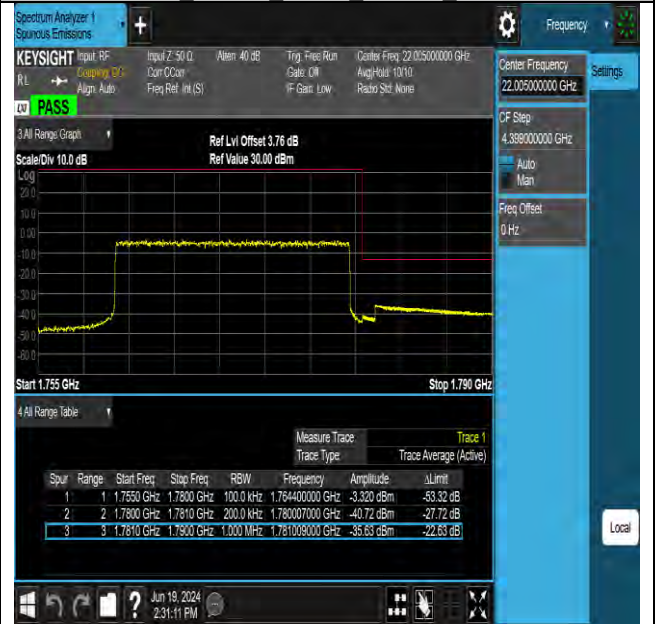 Spectrum Analyzer 1
Spurious Emissions
Frequency
KEYSIGHT Input: RF Input Z: 50 Ω Atten: 40 dB Trig: Free Run Center Freq: 22.005000000 GHz
RL Coupling: DC Corr CCorr Gate: Off Avg|Hold: 10/10
Align: Auto Freq Ref: Int (S) IF Gain: Low Radio Std: None
LXI PASS
Center Frequency
22.005000000 GHz
Settings
CF Step
4.399000000 GHz
Auto
Man
Freq Offset
0 Hz
3 All Range Graph
Ref Lvl Offset 3.76 dB
Scale/Div 10.0 dB Ref Value 30.00 dBm
Log
20.0
10.0
0.00
-10.0
-20.0
-30.0
-40.0
-50.0
-60.0
Start 1.755 GHz Stop 1.790 GHz
4 All Range Table
Measure Trace Trace 1
Trace Type Trace Average (Active)
Spur Range Start Freq Stop Freq RBW Frequency Amplitude ΔLimit
1 1 1.7550 GHz 1.7800 GHz 100.0 kHz 1.764400000 GHz -3.320 dBm -53.32 dB
2 2 1.7800 GHz 1.7810 GHz 200.0 kHz 1.780007000 GHz -40.72 dBm -27.72 dB
3 3 1.7810 GHz 1.7900 GHz 1.000 MHz 1.781009000 GHz -35.63 dBm -22.63 dB
Local
Jun 19, 2024
2:31:11 PM